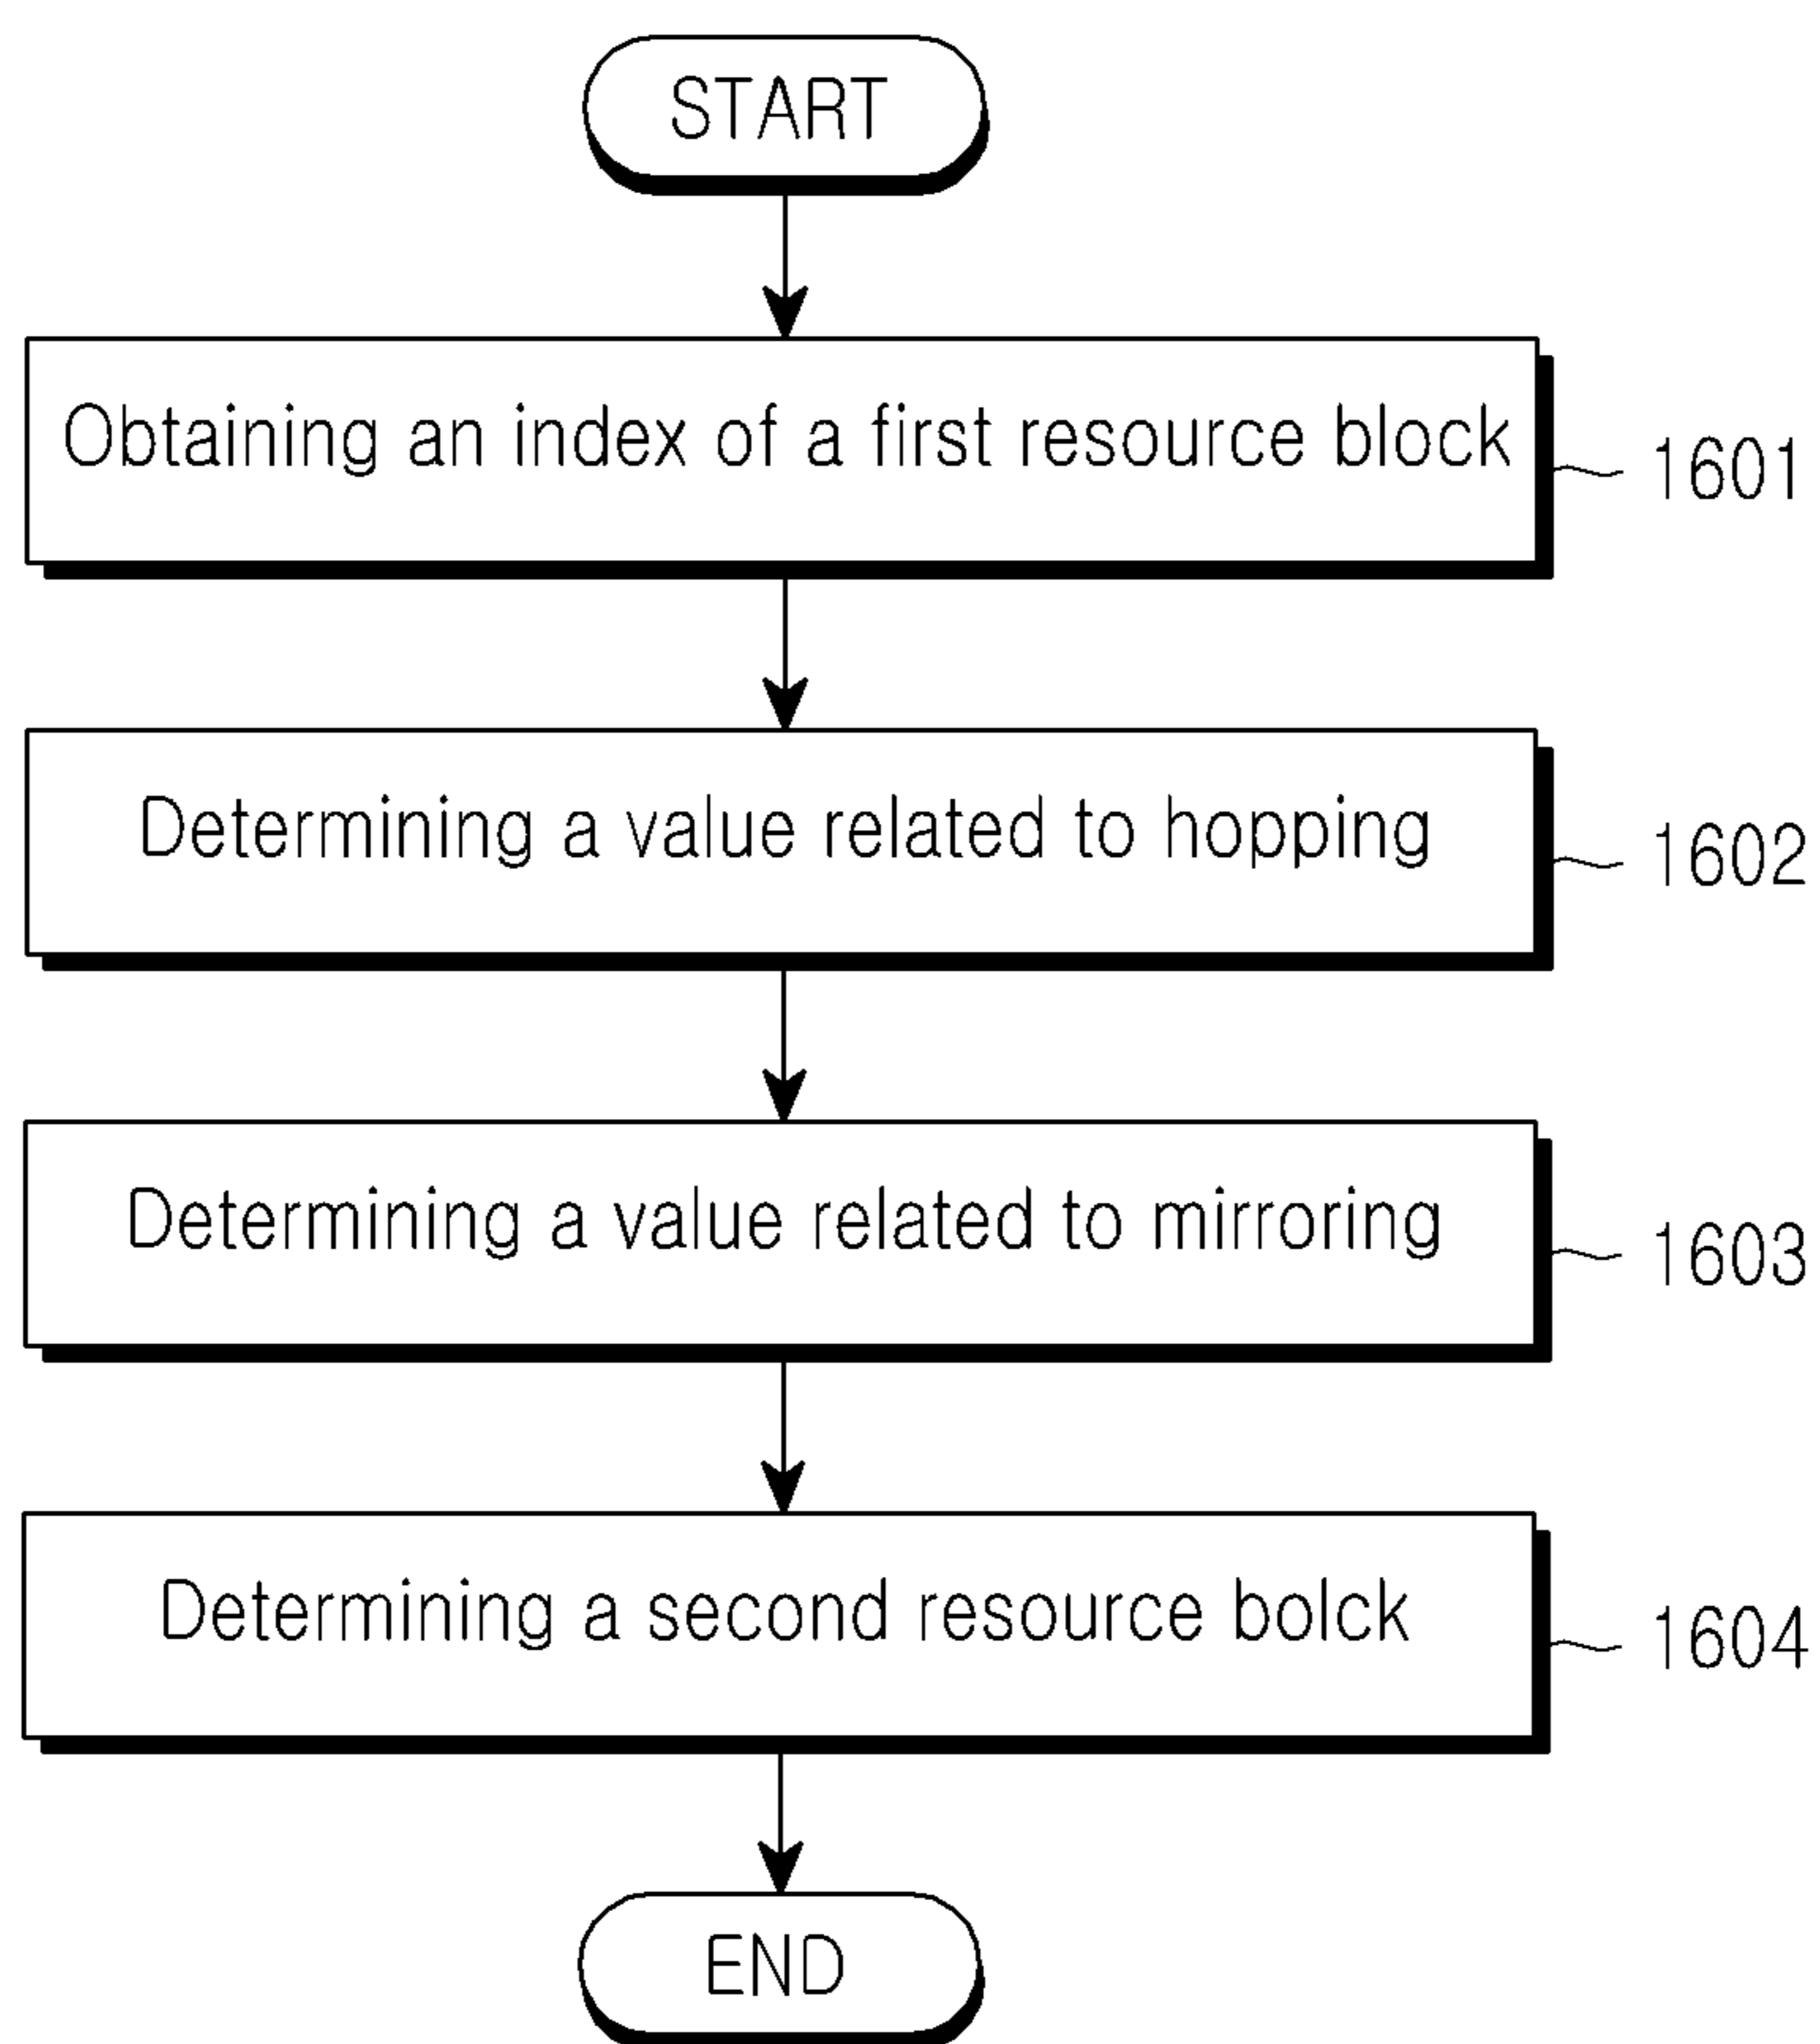 START
Obtaining an index of a first resource block
1601
Determining a value related to hopping
1602
Determining a value related to mirroring
1603
Determining a second resource bolck
1604
END